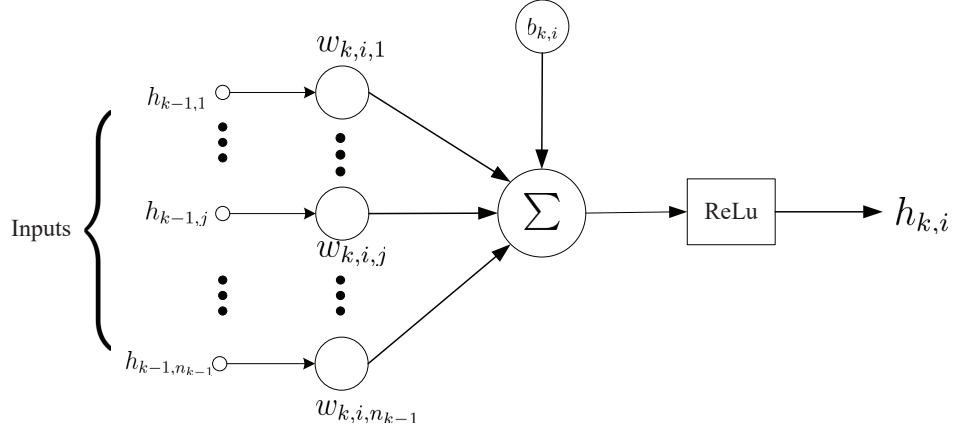 b_{k,i}
w_{k,i,1}
h_{k-1,1}
h_{k-1,j}
Inputs
w_{k,i,j}
Σ
ReLu
h_{k,i}
h_{k-1,n_{k-1}}
w_{k,i,n_{k-1}}